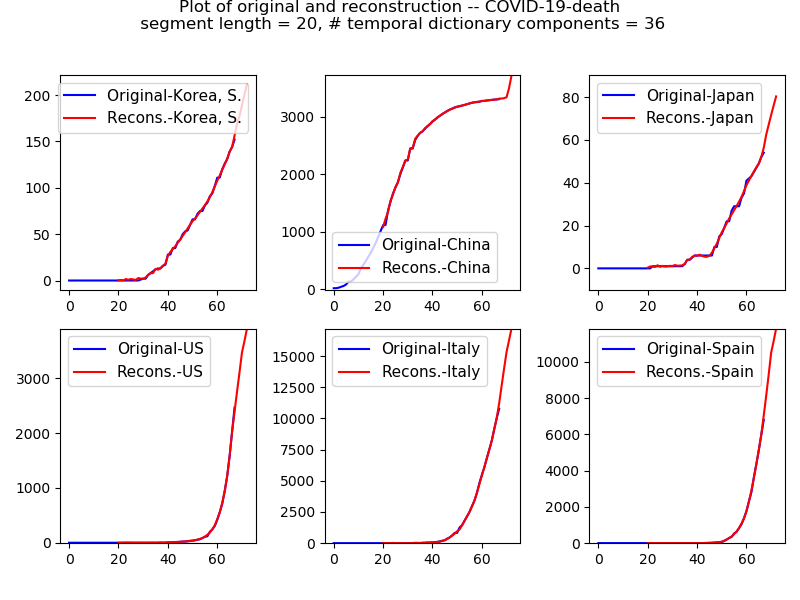 Plot of original and reconstruction -- COVID-19-death
segment length = 20, # temporal dictionary components = 36
200
150
100
50
0
0 20 40 60
Original-Korea, S.
Recons.-Korea, S.
3000
2000
1000
0
0 20 40 60
Original-China
Recons.-China
80
60
40
20
0
0 20 40 60
Original-Japan
Recons.-Japan
3000
2000
1000
0
0 20 40 60
Original-US
Recons.-US
15000
12500
10000
7500
5000
2500
0
0 20 40 60
Original-Italy
Recons.-Italy
10000
8000
6000
4000
2000
0
0 20 40 60
Original-Spain
Recons.-Spain